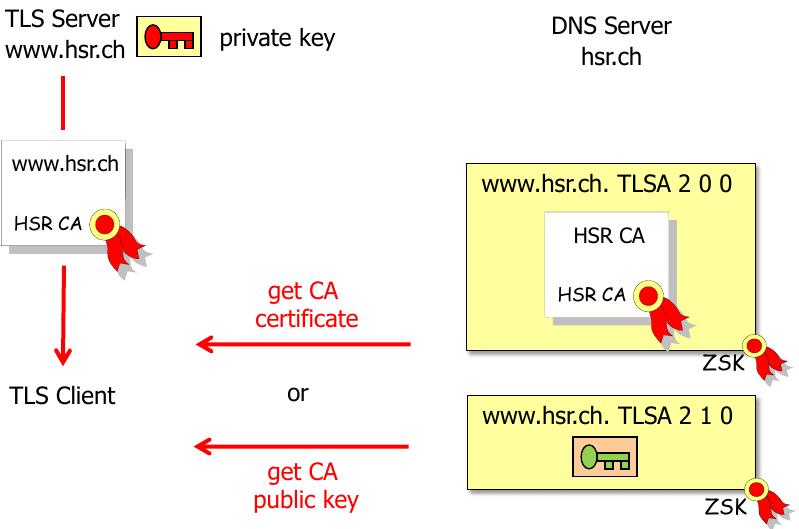 TLS Server
www.hsr.ch
private key
DNS Server
hsr.ch
www.hsr.ch
HSR CA
www.hsr.ch. TLSA 2 0 0
HSR CA
HSR CA
ZSK
get CA
certificate
TLS Client
or
www.hsr.ch. TLSA 2 1 0
get CA
public key
ZSK